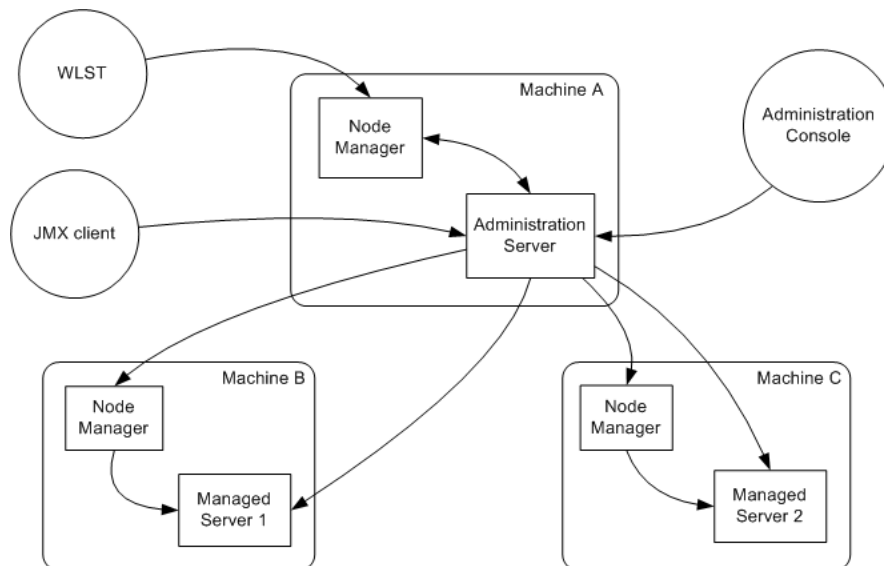 WLST
Machine A
Node
Manager
Administration
Console
JMX client
Administration
Server
Machine B
Node
Manager
Managed
Server 1
Machine C
Node
Manager
Managed
Server 2